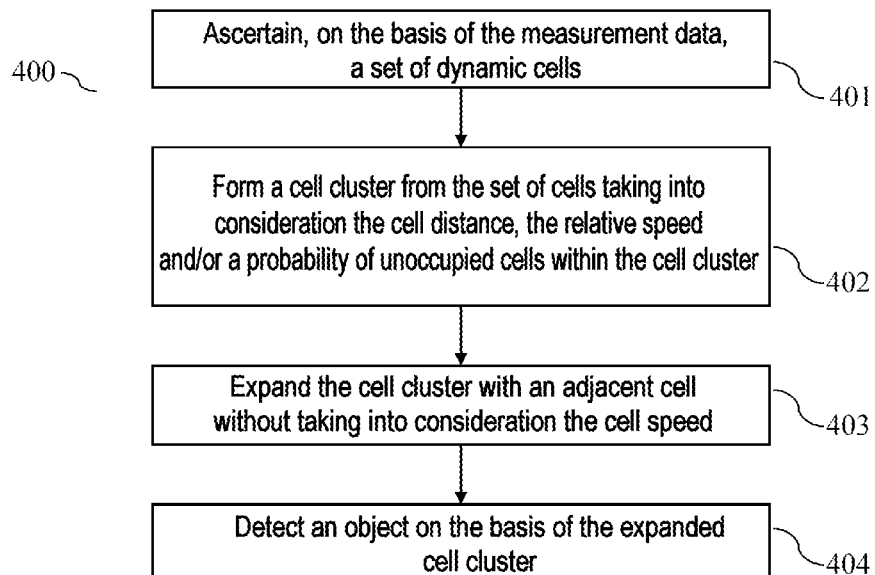 Ascertain, on the basis of the measurement data,
a set of dynamic cells
400
401
Form a cell cluster from the set of cells taking into
consideration the cell distance, the relative speed
and/or a probability of unoccupied cells within the cell cluster
402
Expand the cell cluster with an adjacent cell
without taking into consideration the cell speed
403
Detect an object on the basis of the expanded
cell cluster
404